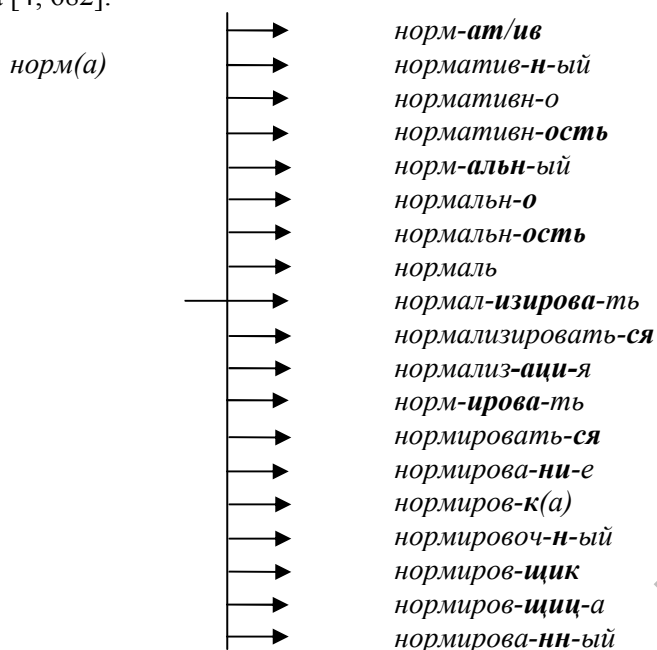 [4, 682].
норм-ат/ив
норм(а) норматив-н-ый
нормативн-о
нормативн-ость
норм-альн-ый
нормальн-о
нормальн-ость
нормаль
нормал-изирова-ть
нормализировать-ся
нормализ-аци-я
норм-ирова-ть
нормировать-ся
нормирова-ни-е
нормиров-к(а)
нормировоч-н-ый
нормиров-щик
нормиров-щиц-а
нормирова-нн-ый